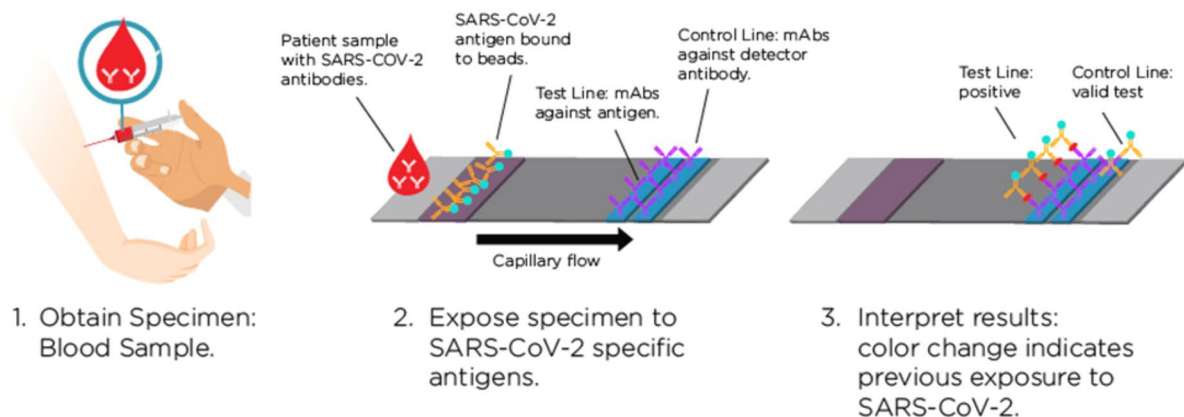 Patient sample
with SARS-COV-2
antibodies.
SARS-CoV-2
antigen bound
to beads.
Test Line: mAbs
against antigen.
Control Line: mAbs
against detector
antibody.
Capillary flow
Test Line:
positive
Control Line:
valid test
1. Obtain Specimen:
Blood Sample.
2. Expose specimen to
SARS-CoV-2 specific
antigens.
3. Interpret results:
color change indicates
previous exposure to
SARS-CoV-2.